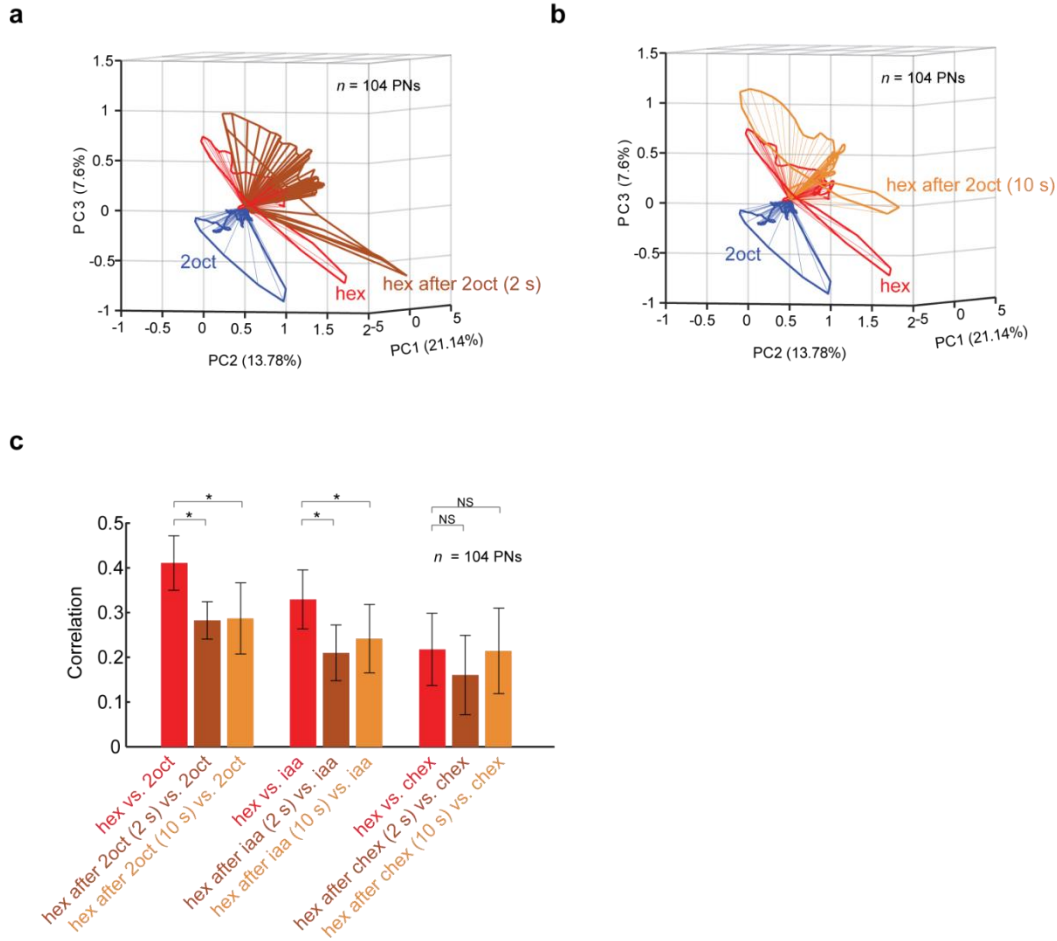 a
1.5
1
0.5
0
-0.5
-1
PC3 (7.6%)
n = 104 PNs
2oct
hex
hex after 2oct (2 s)
-1 -0.5 0 0.5 1 1.5 2 -5 0 5
PC2 (13.78%)
PC1 (21.14%)
b
1.5
1
0.5
0
-0.5
-1
PC3 (7.6%)
n = 104 PNs
hex after 2oct (10 s)
2oct
hex
-1 -0.5 0 0.5 1 1.5 2 -5 0 5
PC2 (13.78%)
PC1 (21.14%)
c
* * NS
* * NS
n = 104 PNs
0.5
0.4
0.3
0.2
0.1
0
Correlation
hex vs. 2oct
hex after 2oct (2 s) vs. 2oct
hex after 2oct (10 s) vs. 2oct
hex vs. iaa
hex after iaa (2 s) vs. iaa
hex after iaa (10 s) vs. iaa
hex vs. chex
hex after chex (2 s) vs. chex
hex after chex (10 s) vs. chex